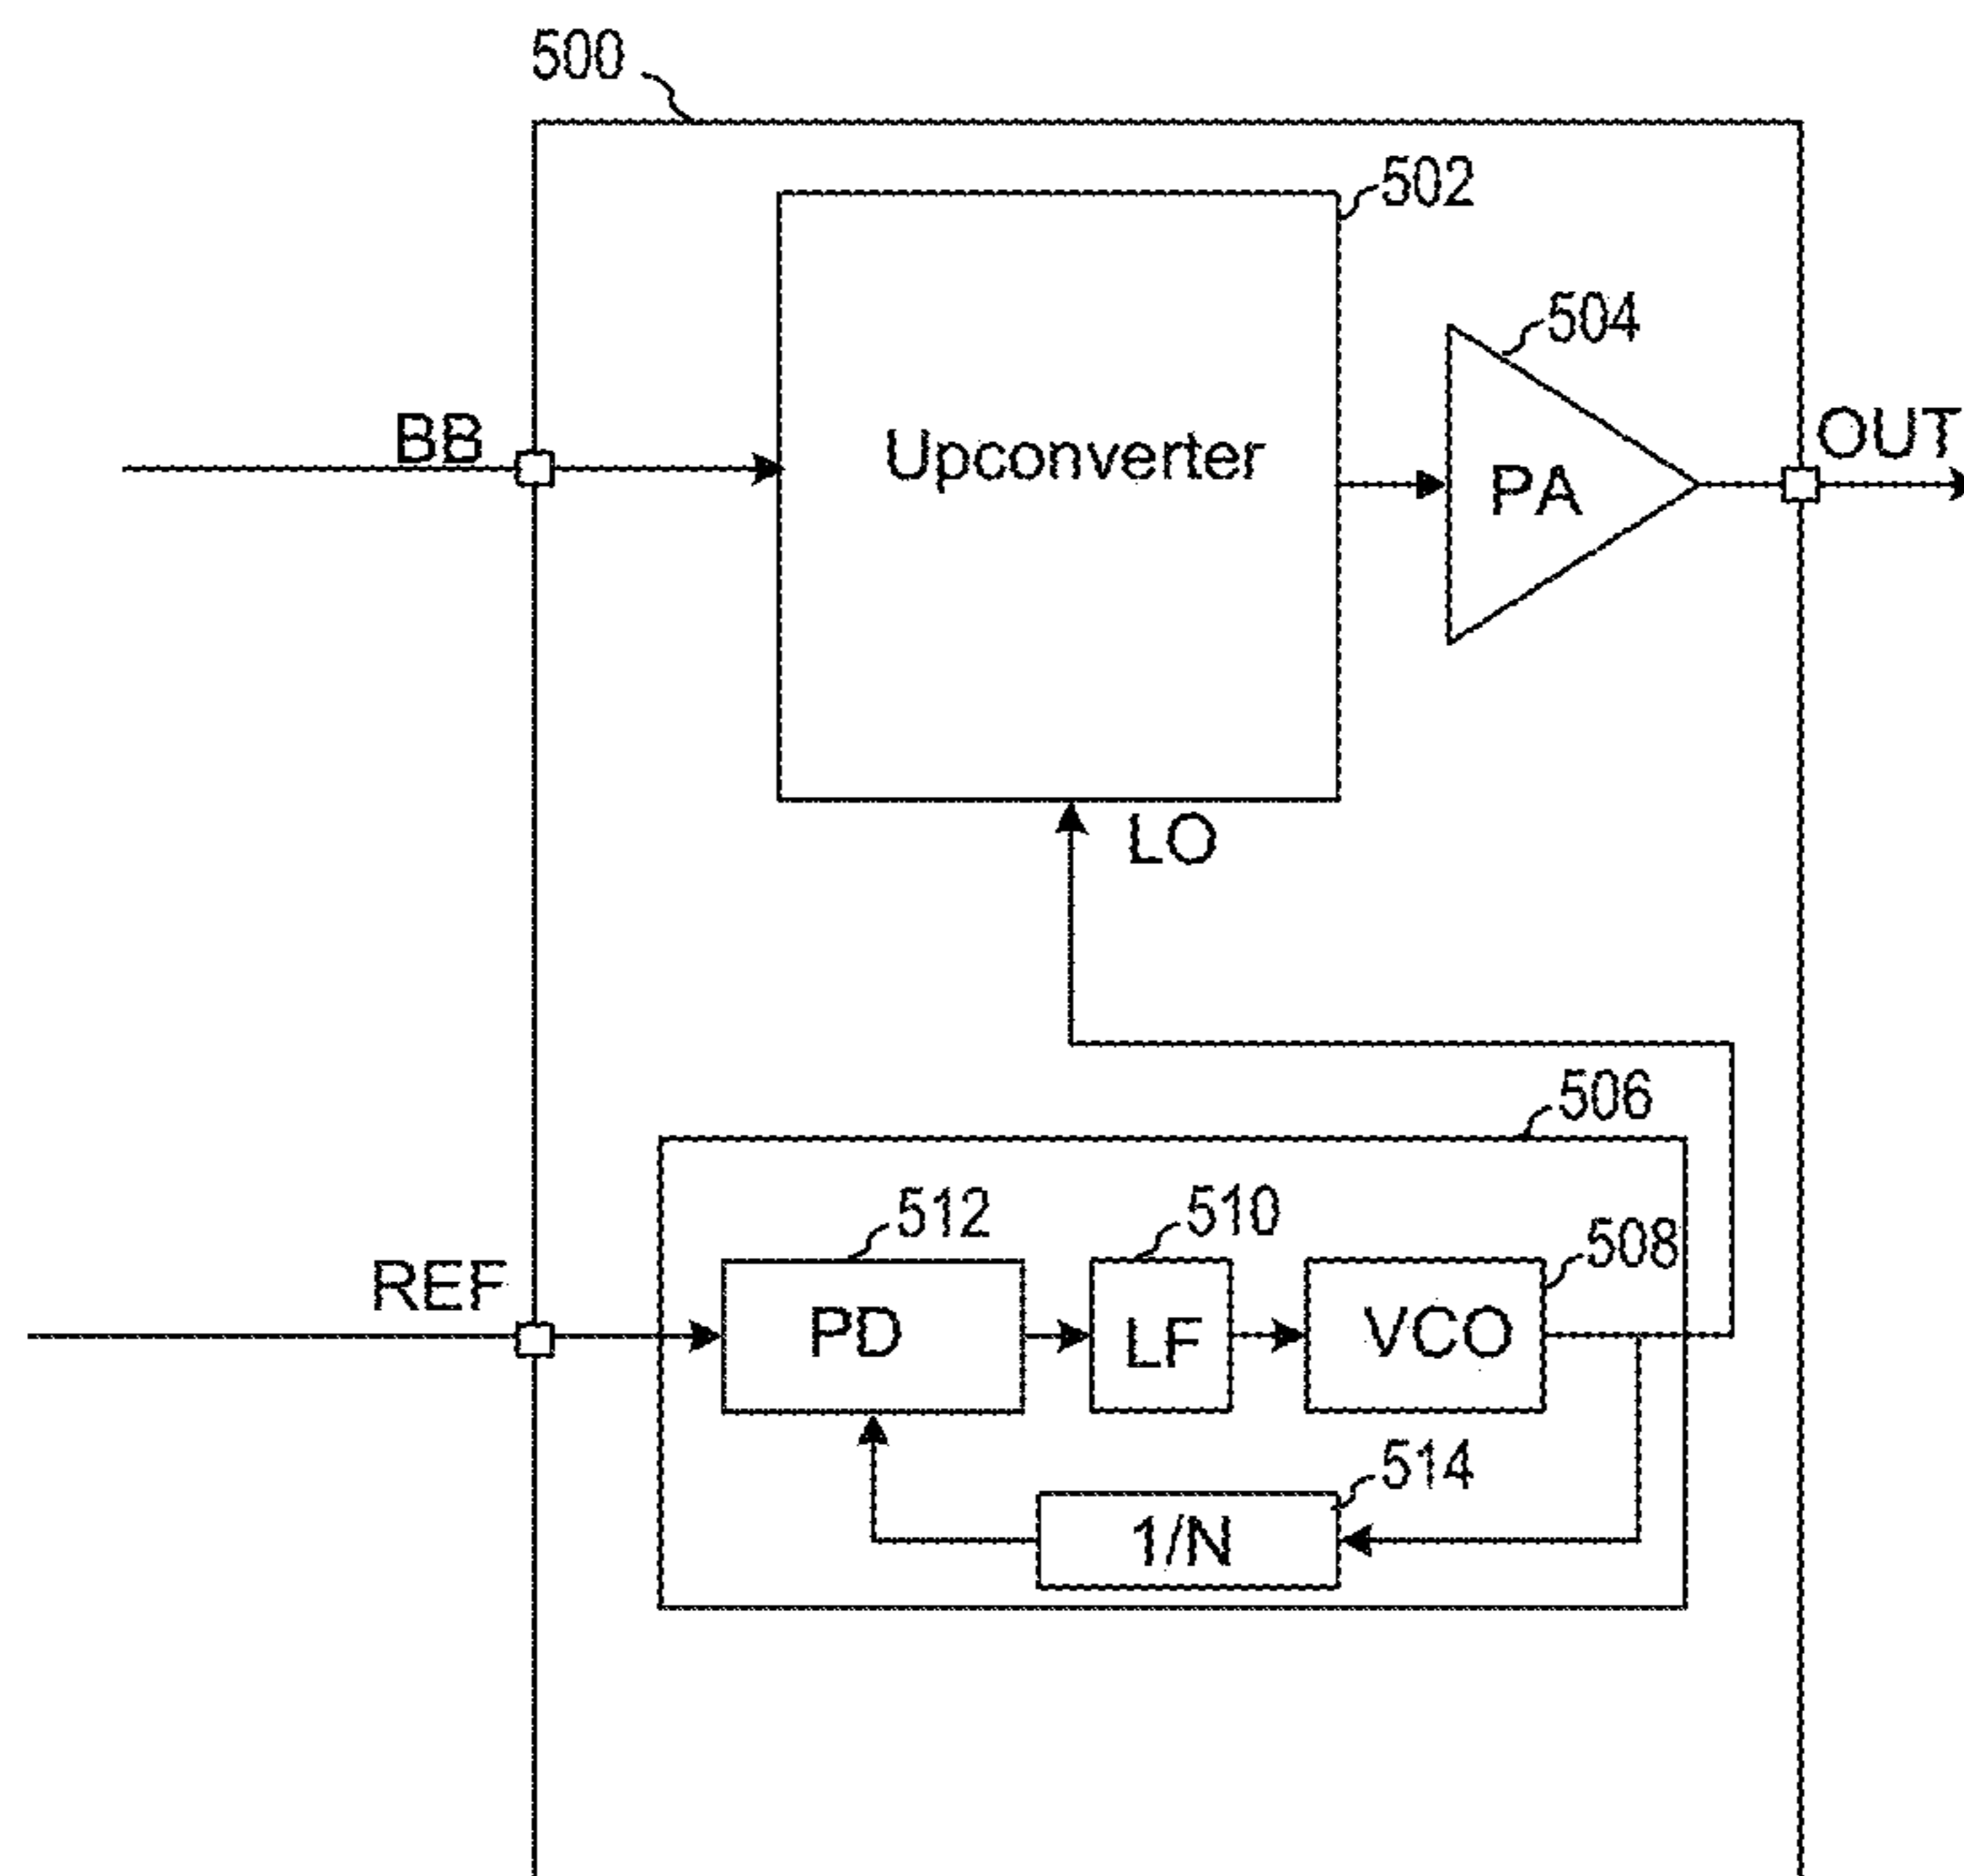 500
502
504
BB
Upconverter
PA
OUT
LO
506
512
510
508
REF
PD
LF
VCO
514
1/N